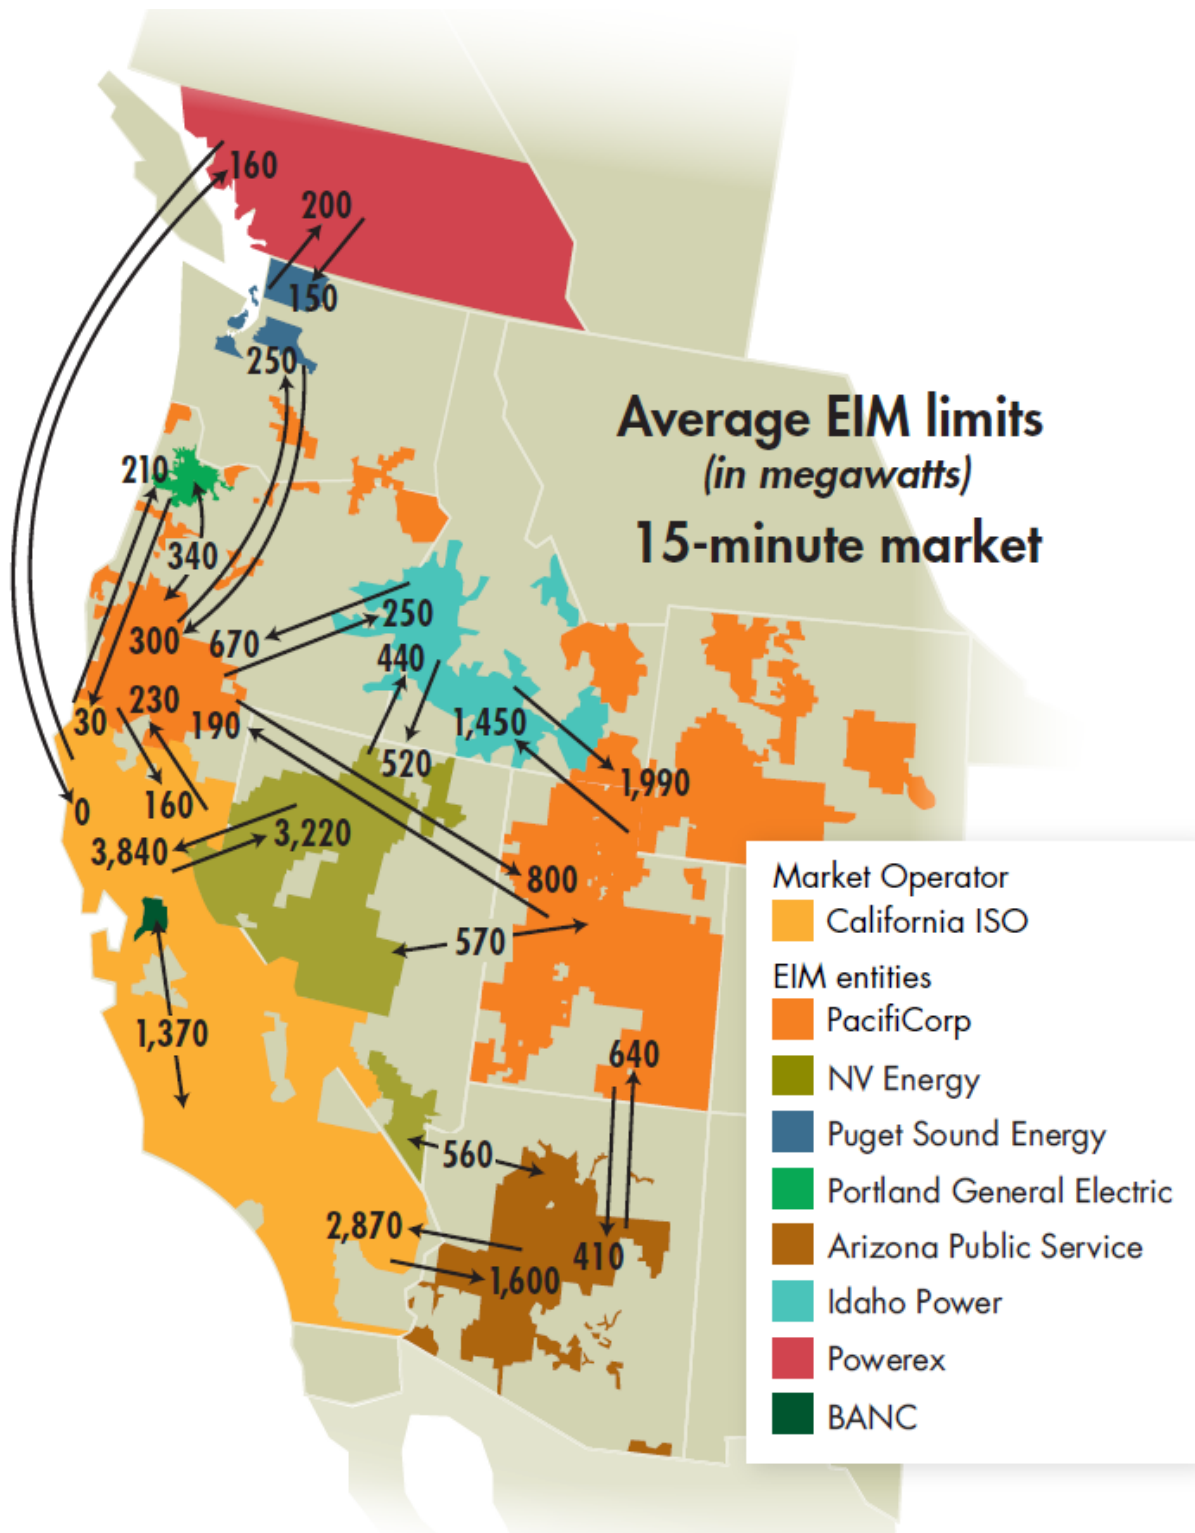 160
200
150
250
Average EIM limits
(in megawatts)
15-minute market
210
340
250
300
670
440
230
30
190
1,450
520
1,990
160
0
3,220
3,840
800
570
1,370
640
560
2,870
410
1,600
Market Operator
California ISO
EIM entities
PacifiCorp
NV Energy
Puget Sound Energy
Portland General Electric
Arizona Public Service
Idaho Power
Powerex
BANC